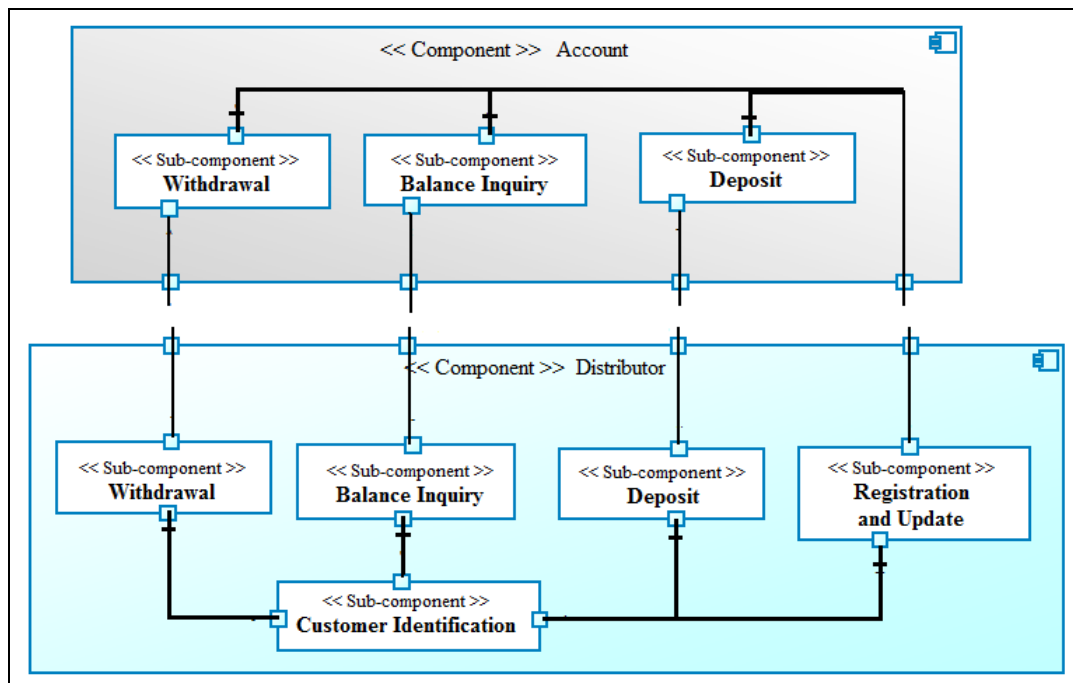 << Component >> Account
<< Sub-component >>
Withdrawal
<< Sub-component >>
Balance Inquiry
<< Sub-component >>
Deposit
<< Component >> Distributor
<< Sub-component >>
Withdrawal
<< Sub-component >>
Balance Inquiry
<< Sub-component >>
Deposit
<< Sub-component >>
Registration
and Update
<< Sub-component >>
Customer Identification